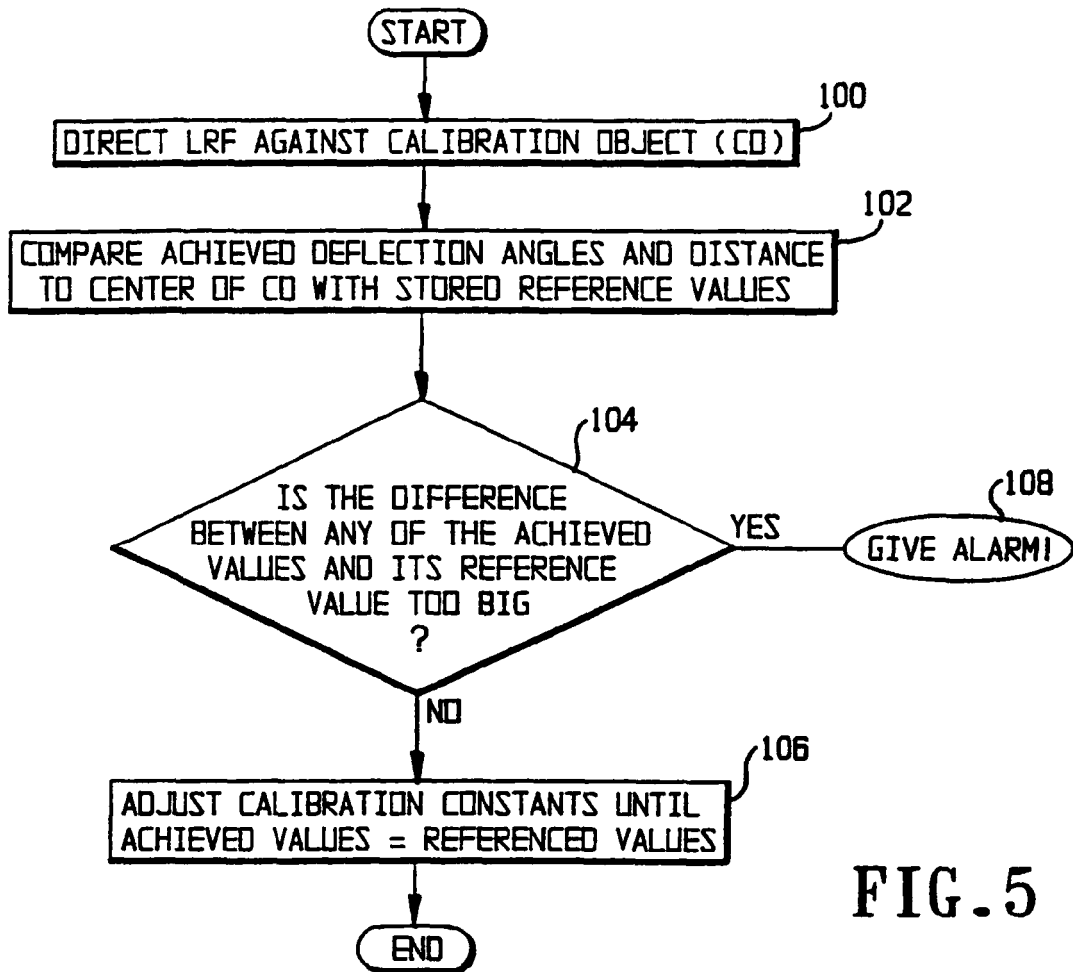 START
100
DIRECT LRF AGAINST CALIBRATION OBJECT (CO)
102
COMPARE ACHIEVED DEFLECTION ANGLES AND DISTANCE
TO CENTER OF CO WITH STORED REFERENCE VALUES
104
IS THE DIFFERENCE
BETWEEN ANY OF THE ACHIEVED
VALUES AND ITS REFERENCE
VALUE TOO BIG
?
YES
108
GIVE ALARM!
NO
106
ADJUST CALIBRATION CONSTANTS UNTIL
ACHIEVED VALUES = REFERENCED VALUES
END
FIG.5